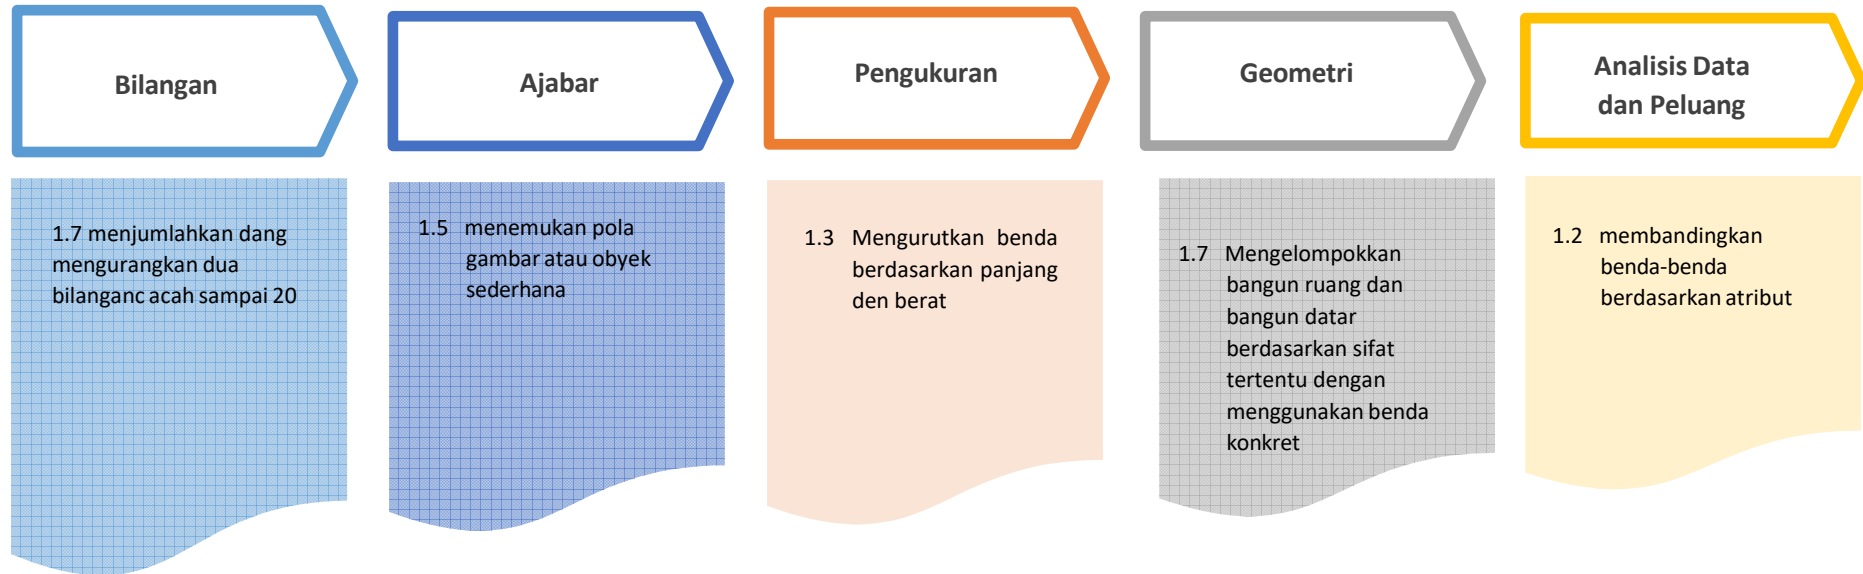 Bilangan
Ajabar
Pengukuran
Geometri
Analisis Data
dan Peluang
1.7 menjumlahkan dang
mengurangkan dua
bilanganc acah sampai 20
1.5 menemukan pola
gambar atau obyek
sederhana
1.3 Mengurutkan benda
berdasarkan panjang
den berat
1.7 Mengelompokkan
bangun ruang dan
bangun datar
berdasarkan sifat
tertentu dengan
menggunakan benda
konkret
1.2 membandingkan
benda-benda
berdasarkan atribut